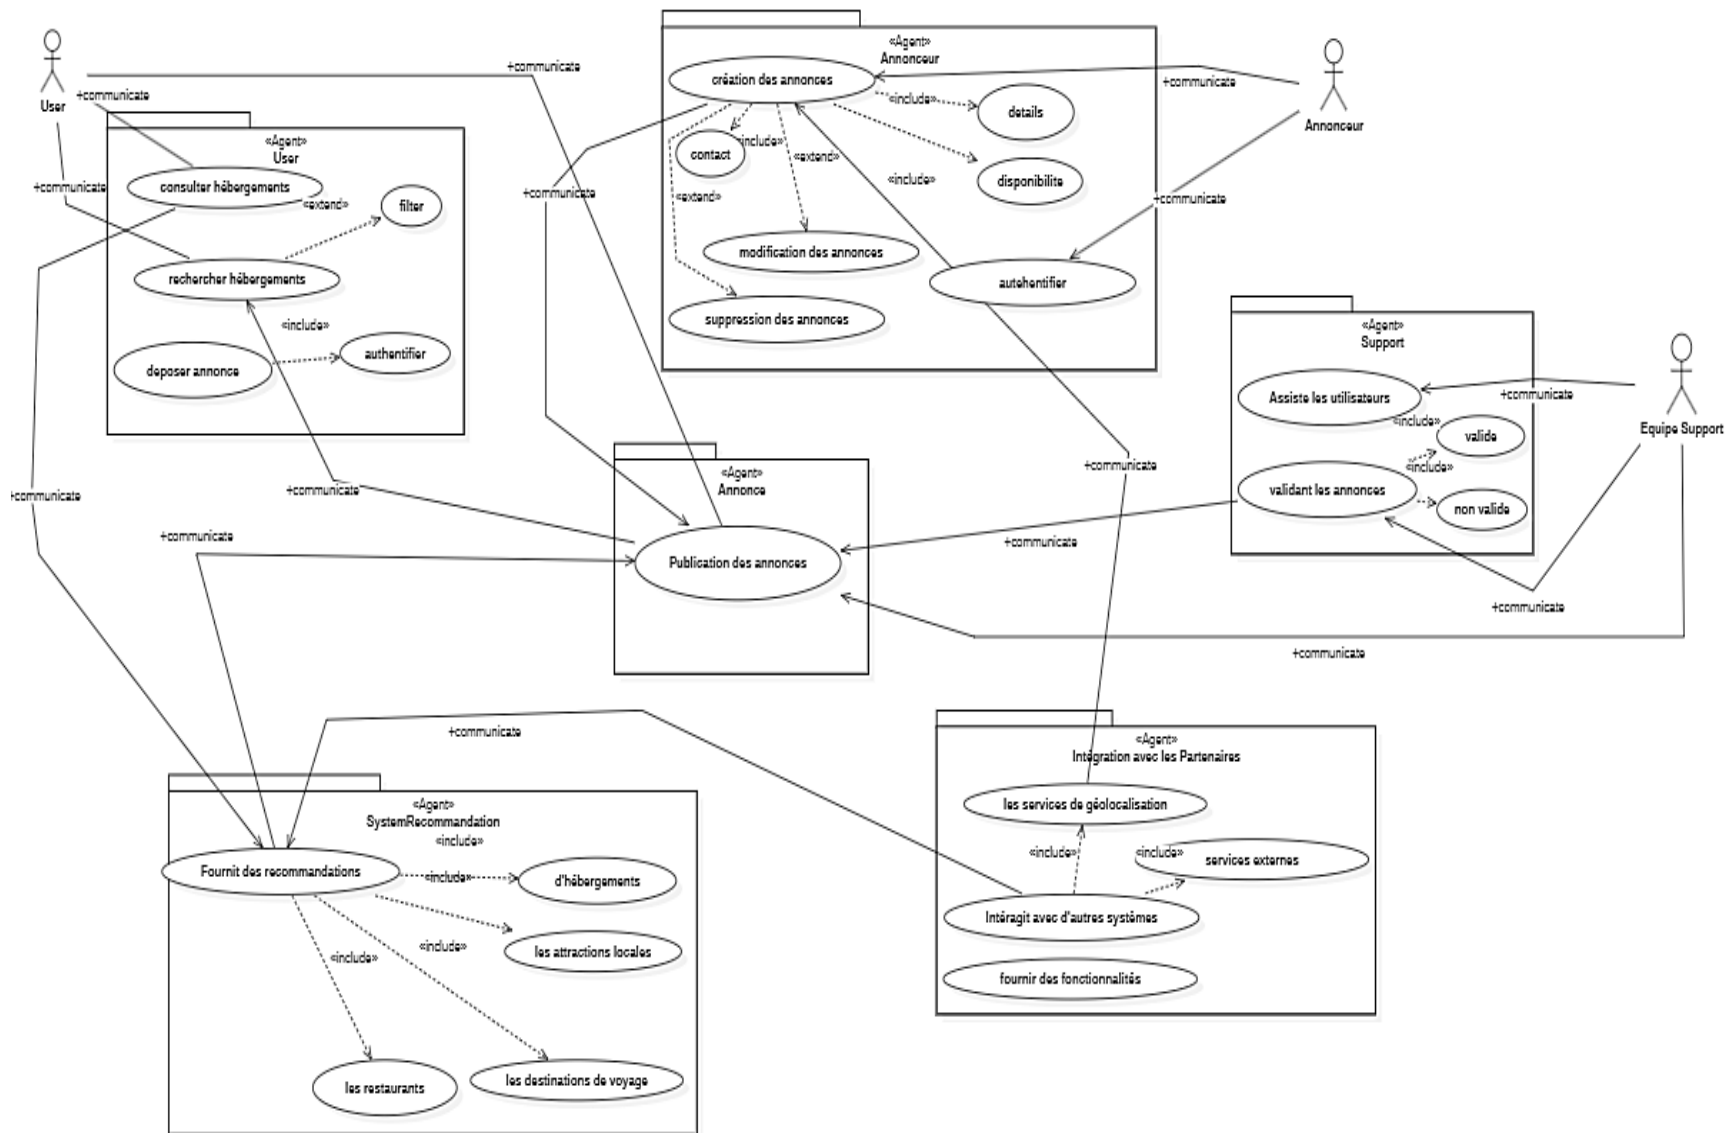 User
+communicate
+communicate
+communicate
«Agent»
User
consulter hébergements
«extend»
filter
rechercher hébergements
«include»
deposer annonce
authentifier
«Agent»
Annonceur
création des annonces
«include»
details
contact
«include»
«extend»
«include»
disponibilite
«extend»
modification des annonces
autehentifier
suppression des annonces
+communicate
Annonceur
+communicate
+communicate
«Agent»
Support
Assiste les utilisateurs
+communicate
Equipe Support
«include»
valide
«include»
validant les annonces
non valide
+communicate
+communicate
+communicate
«Agent»
Annonce
Publication des annonces
+communicate
+communicate
+communicate
+communicate
+communicate
+communicate
«Agent»
Intégration avec les Partenaires
les services de géolocalisation
«include»
«include»
services externes
Intéragit avec d'autres systèmes
fournir des fonctionnalités
«Agent»
SystemRecommandation
«include»
Fournit des recommandations
«include»
d'hébergements
«include»
les attractions locales
«include»
les restaurants
les destinations de voyage